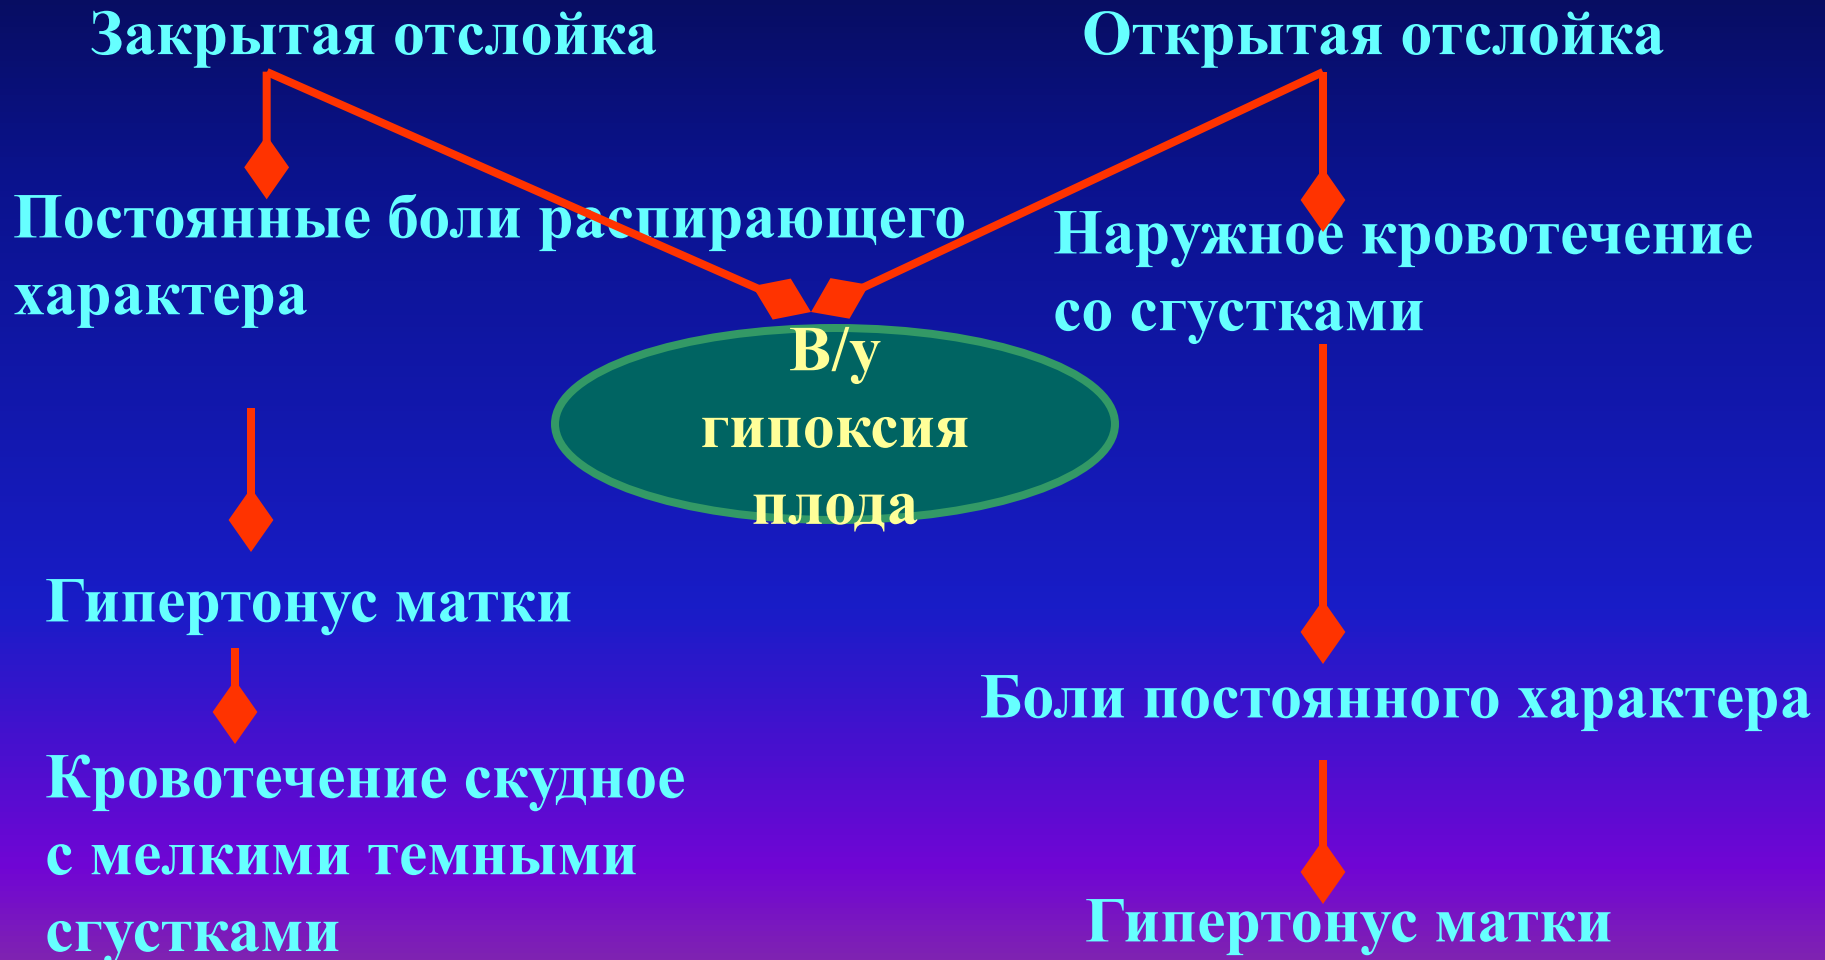 Закрытая отслойка
Открытая отслойка
Постоянные боли распирающего
характера
Наружное кровотечение
со сгустками
В/у
гипоксия
плода
Гипертонус матки
Боли постоянного характера
Кровотечение скудное
с мелкими темными
сгустками
Гипертонус матки